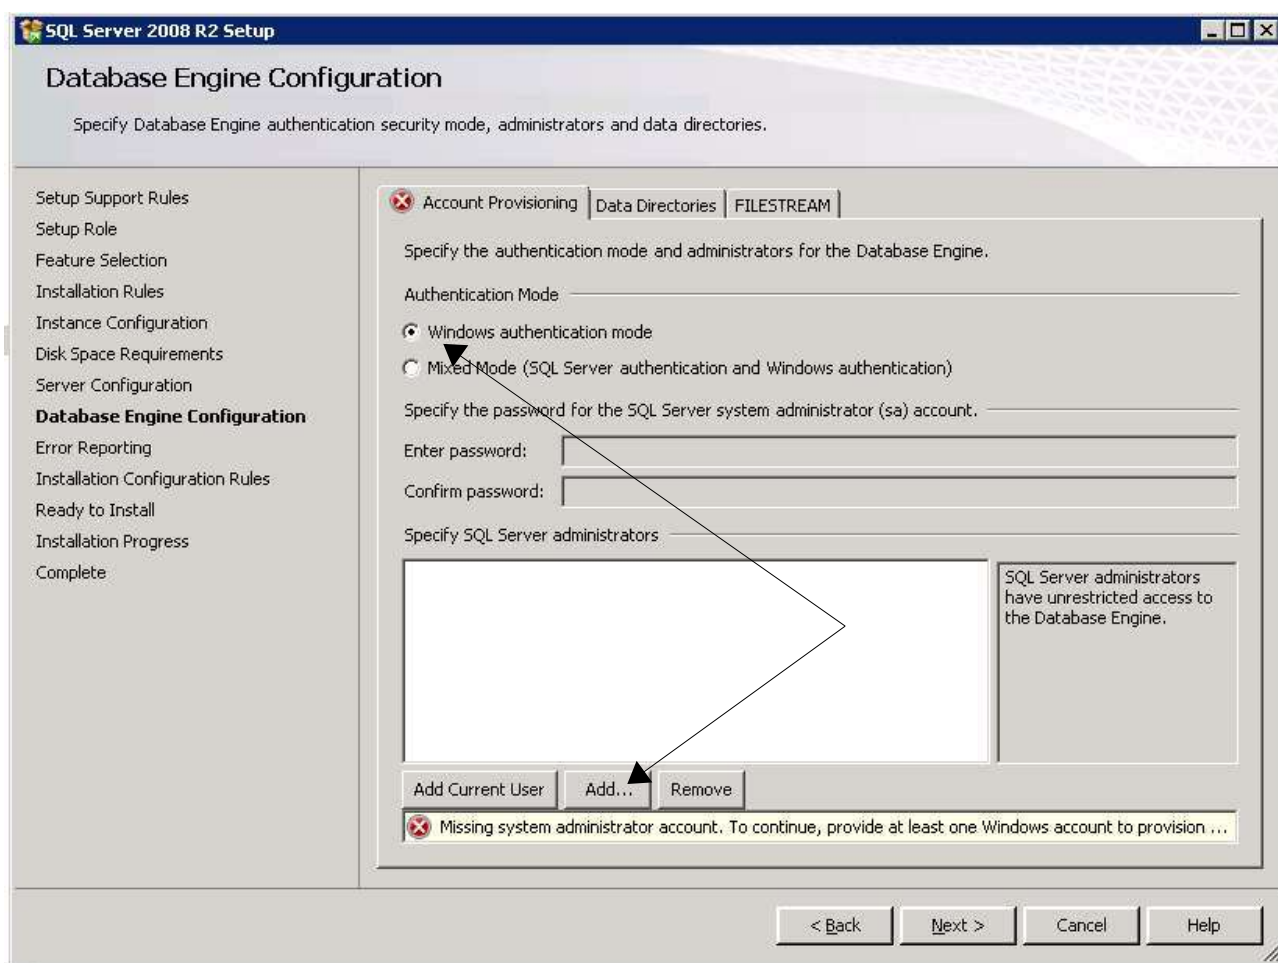 SQL Server 2008 R2 Setup
Database Engine Configuration
Specify Database Engine authentication security mode, administrators and data directories.
Setup Support Rules
Setup Role
Feature Selection
Installation Rules
Instance Configuration
Disk Space Requirements
Server Configuration
Database Engine Configuration
Error Reporting
Installation Configuration Rules
Ready to Install
Installation Progress
Complete
Account Provisioning Data Directories FILESTREAM
Specify the authentication mode and administrators for the Database Engine.
Authentication Mode
Windows authentication mode
Mixed Mode (SQL Server authentication and Windows authentication)
Specify the password for the SQL Server system administrator (sa) account.
Enter password:
Confirm password:
Specify SQL Server administrators
SQL Server administrators
have unrestricted access to
the Database Engine.
Add Current User Add... Remove
Missing system administrator account. To continue, provide at least one Windows account to provision ...
< Back Next > Cancel Help